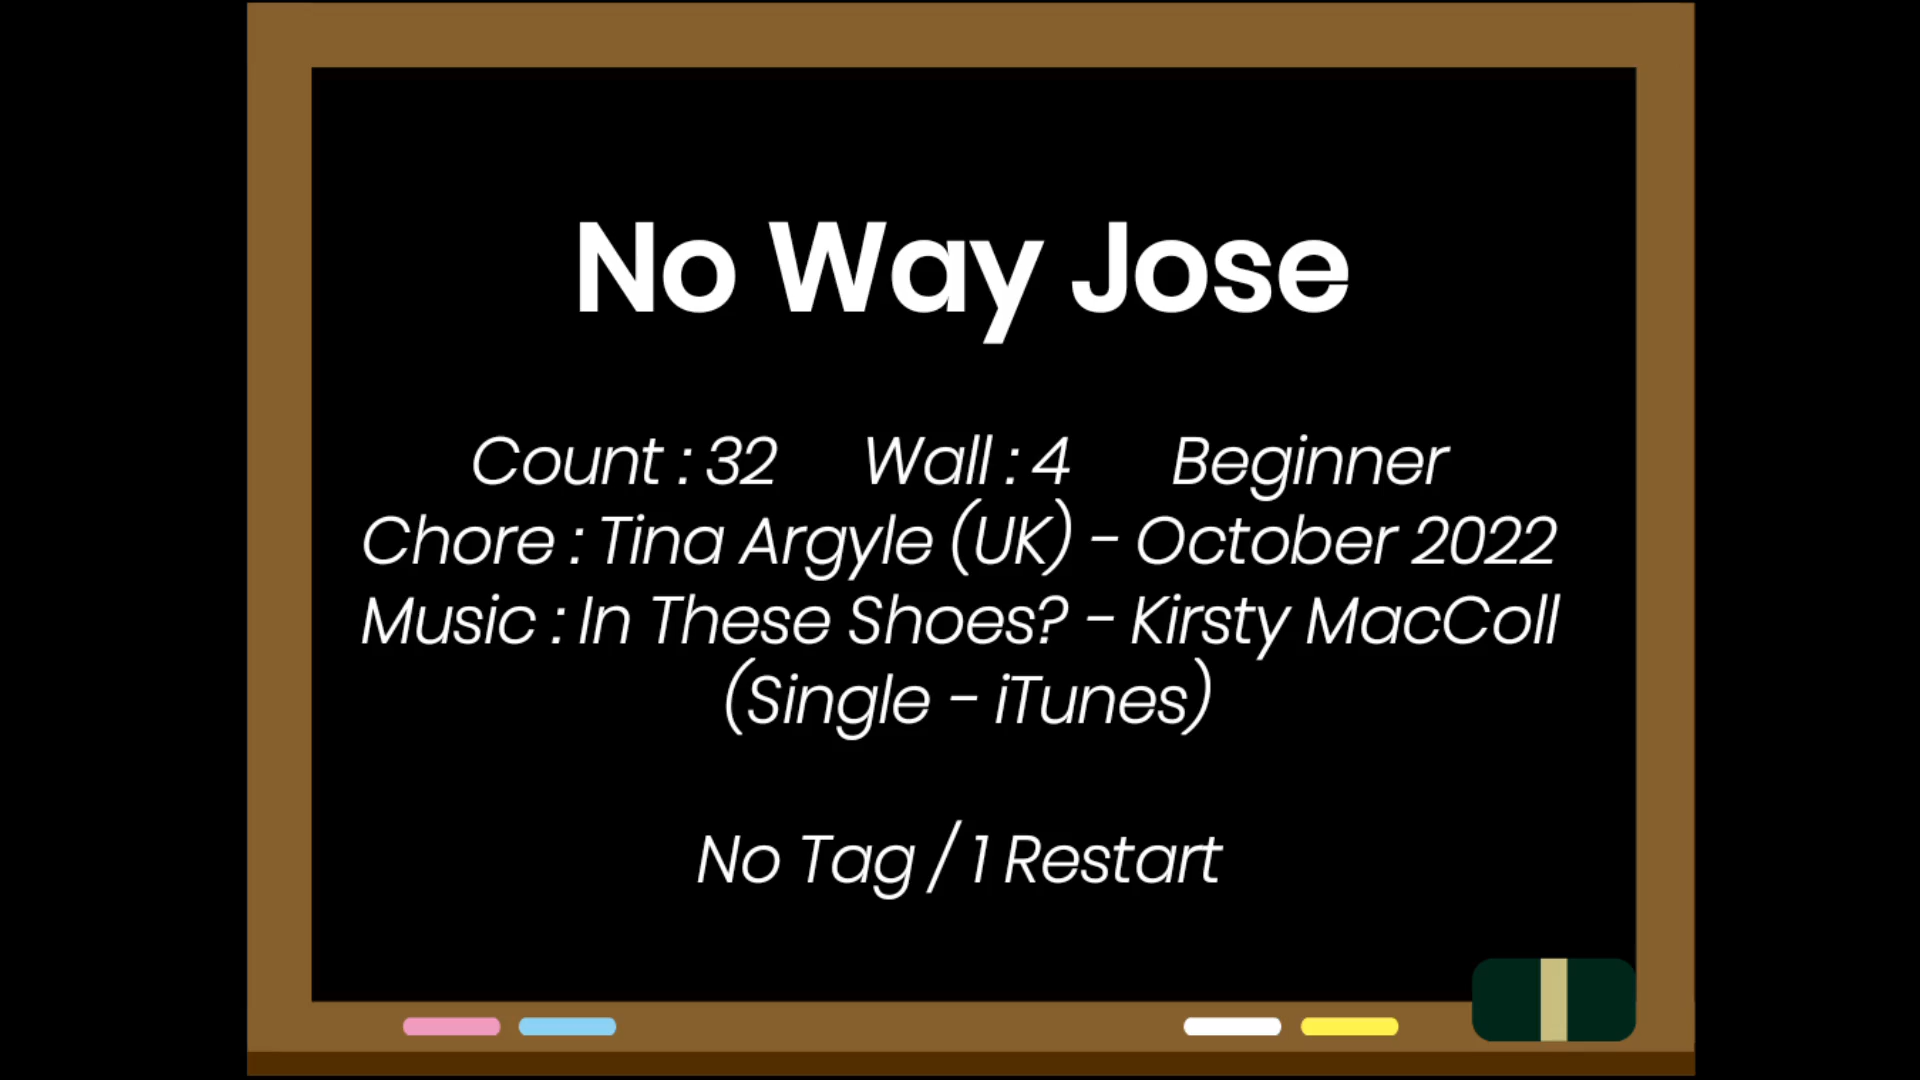 No Way Jose
Count : 32 Wall : 4 Beginner
Chore : Tina Argyle (UK) - October 2022
Music : In These Shoes? - Kirsty MacColl
(Single - iTunes)
No Tag / 1 Restart